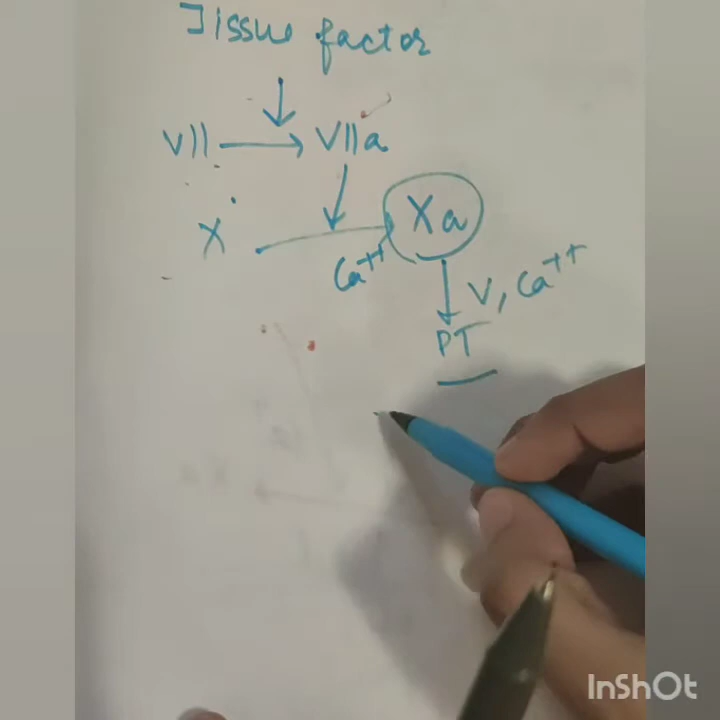 Tissue factor
VII → VIIa
X Xa
Ca++
V, Ca++
PT
InShOt